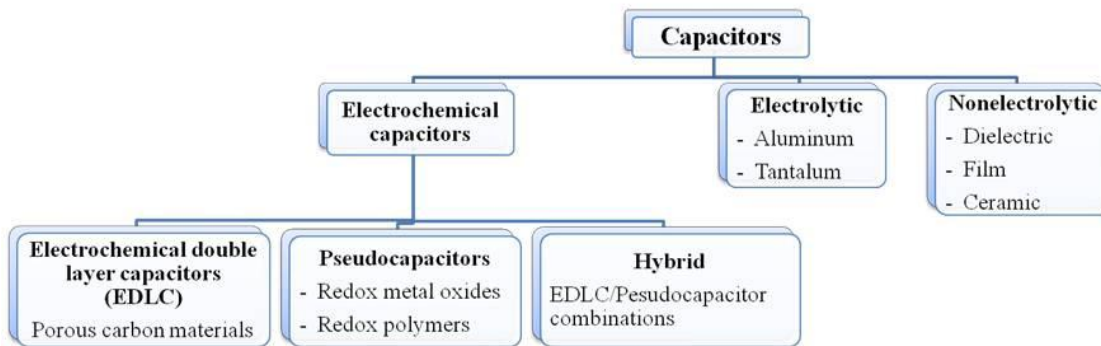 Capacitors
Electrochemical
capacitors
Electrolytic
- Aluminum
- Tantalum
Nonelectrolytic
- Dielectric
- Film
- Ceramic
Electrochemical double
layer capacitors
(EDLC)
Porous carbon materials
Pseudocapacitors
- Redox metal oxides
- Redox polymers
Hybrid
EDLC/Pesudocapacitor
combinations